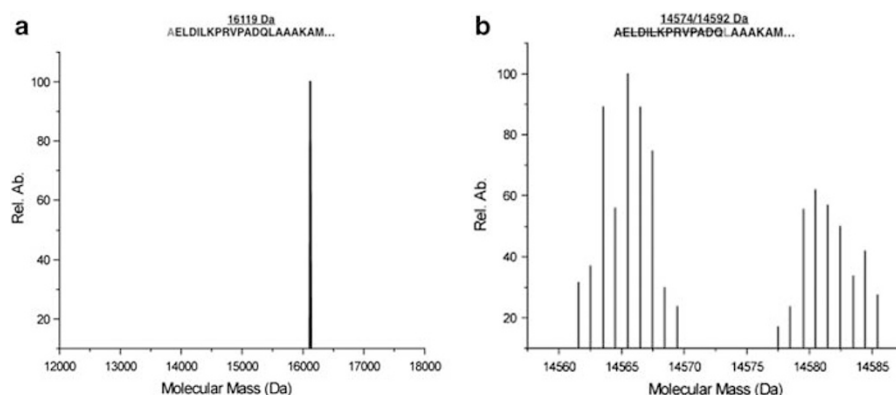 a
16119 Da
AELDILKPRVPADQLAAAKAM...
Rel. Ab.
100
80
60
40
20
12000 13000 14000 15000 16000 17000 18000
Molecular Mass (Da)
b
14574/14592 Da
AELDILKPRVPADQLAAAKAM...
Rel. Ab.
100
80
60
40
20
14560 14565 14570 14575 14580 14585
Molecular Mass (Da)